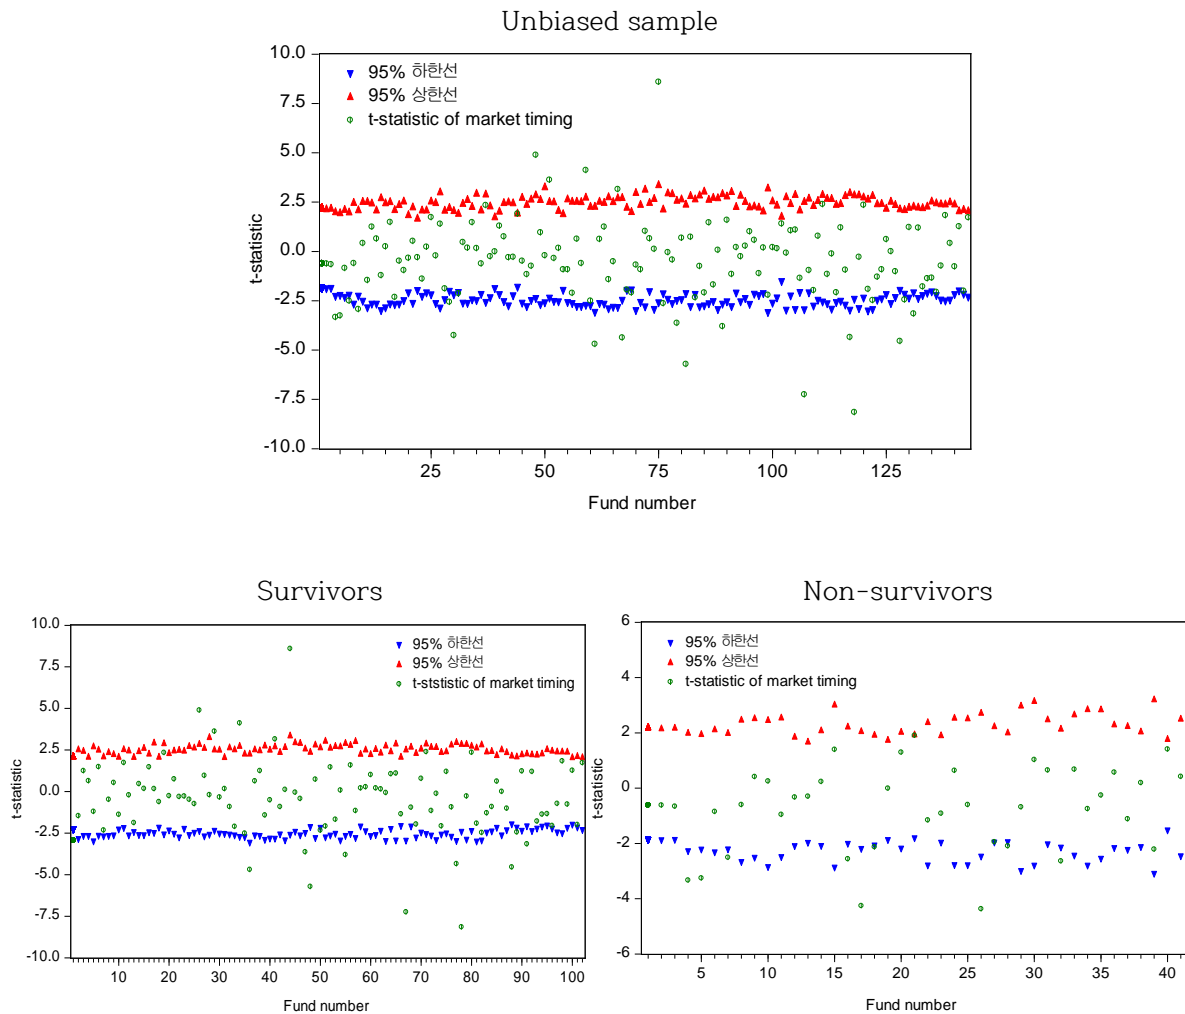 Unbiased sample
10.0
7.5
5.0
2.5
0.0
-2.5
-5.0
-7.5
-10.0
t-statistic
95% 하한선
95% 상한선
t-statistic of market timing
25 50 75 100 125
Fund number
Survivors
10.0
7.5
5.0
2.5
0.0
-2.5
-5.0
-7.5
-10.0
t-statistic
95% 하한선
95% 상한선
t-ststistic of market timing
10 20 30 40 50 60 70 80 90 100
Fund number
Non-survivors
6
4
2
0
-2
-4
-6
t-statistic
95% 하한선
95% 상한선
t-statistic of market timing
5 10 15 20 25 30 35 40
Fund number